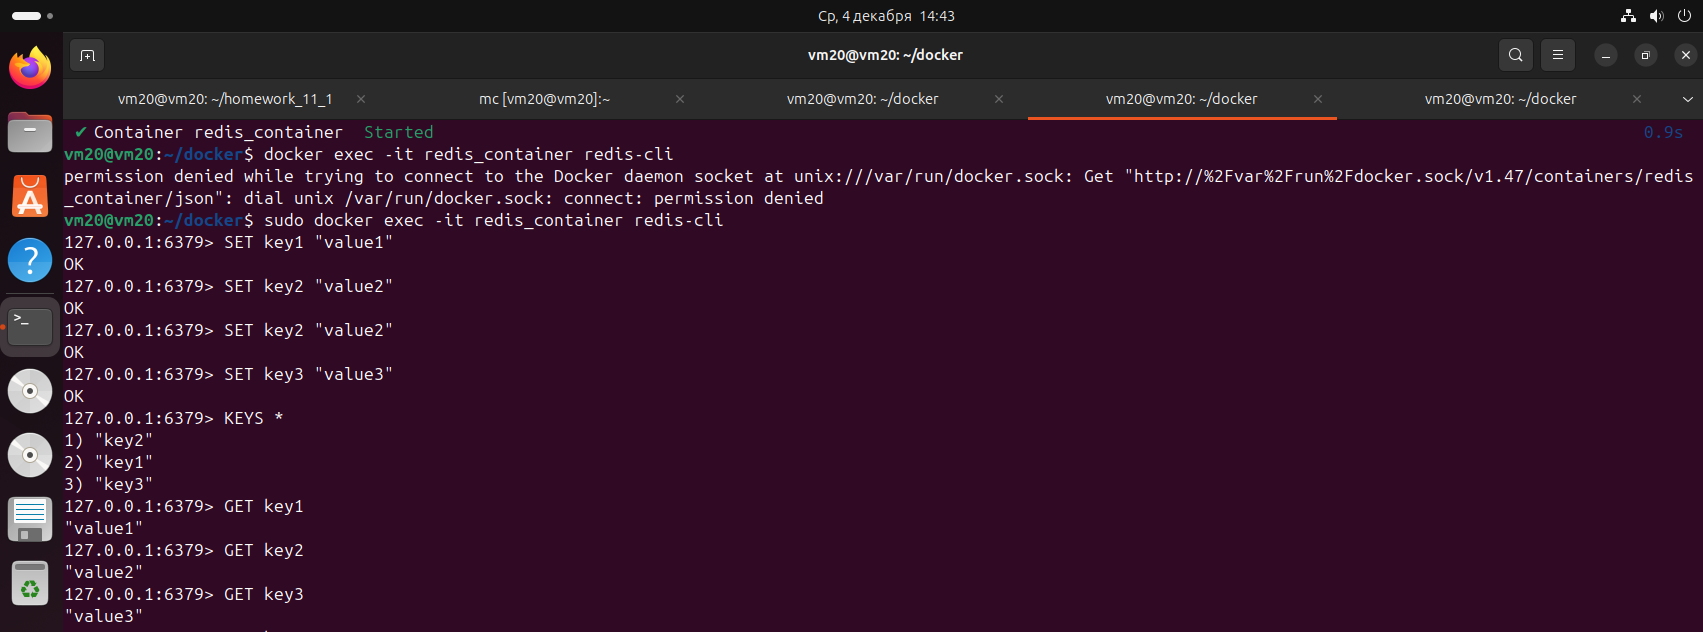 Ср, 4 декабря 14:43
vm20@vm20: ~/docker
vm20@vm20: ~/homework_11_1
mc [vm20@vm20]:~
vm20@vm20: ~/docker
vm20@vm20: ~/docker
vm20@vm20: ~/docker
✔ Container redis_container Started 0.9s
vm20@vm20:~/docker$ docker exec -it redis_container redis-cli
permission denied while trying to connect to the Docker daemon socket at unix:///var/run/docker.sock: Get "http://%2Fvar%2Frun%2Fdocker.sock/v1.47/containers/redis
_container/json": dial unix /var/run/docker.sock: connect: permission denied
vm20@vm20:~/docker$ sudo docker exec -it redis_container redis-cli
127.0.0.1:6379> SET key1 "value1"
OK
127.0.0.1:6379> SET key2 "value2"
OK
127.0.0.1:6379> SET key2 "value2"
OK
127.0.0.1:6379> SET key3 "value3"
OK
127.0.0.1:6379> KEYS *
1) "key2"
2) "key1"
3) "key3"
127.0.0.1:6379> GET key1
"value1"
127.0.0.1:6379> GET key2
"value2"
127.0.0.1:6379> GET key3
"value3"